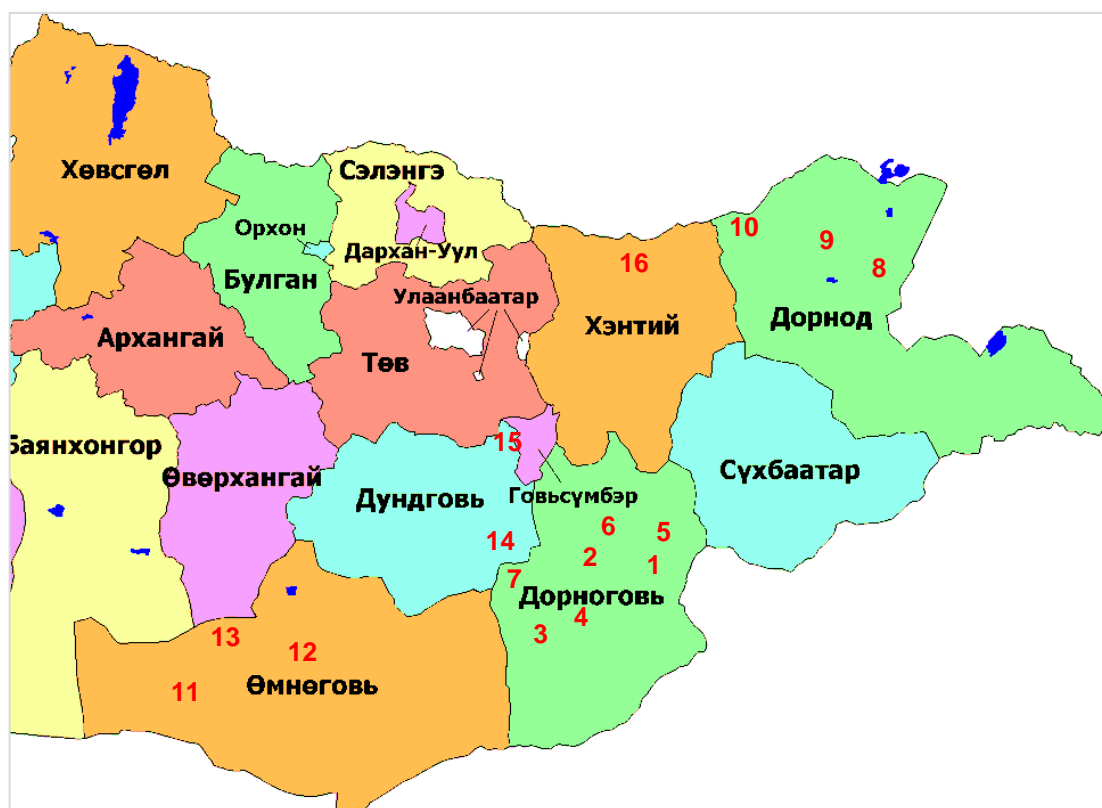 Хөвсгөл
Сэлэнгэ
Орхон
Дархан-Уул
Булган
Улаанбаатар
Архангай
Төв
10
9
8
16
Хэнтий
Дорнод
Баянхонгор
Өвөрхангай
15
Дундговь
Говьсүмбэр
Сүхбаатар
6
5
14
2
1
7
Дорноговь
4
3
13
12
11
Өмнөговь